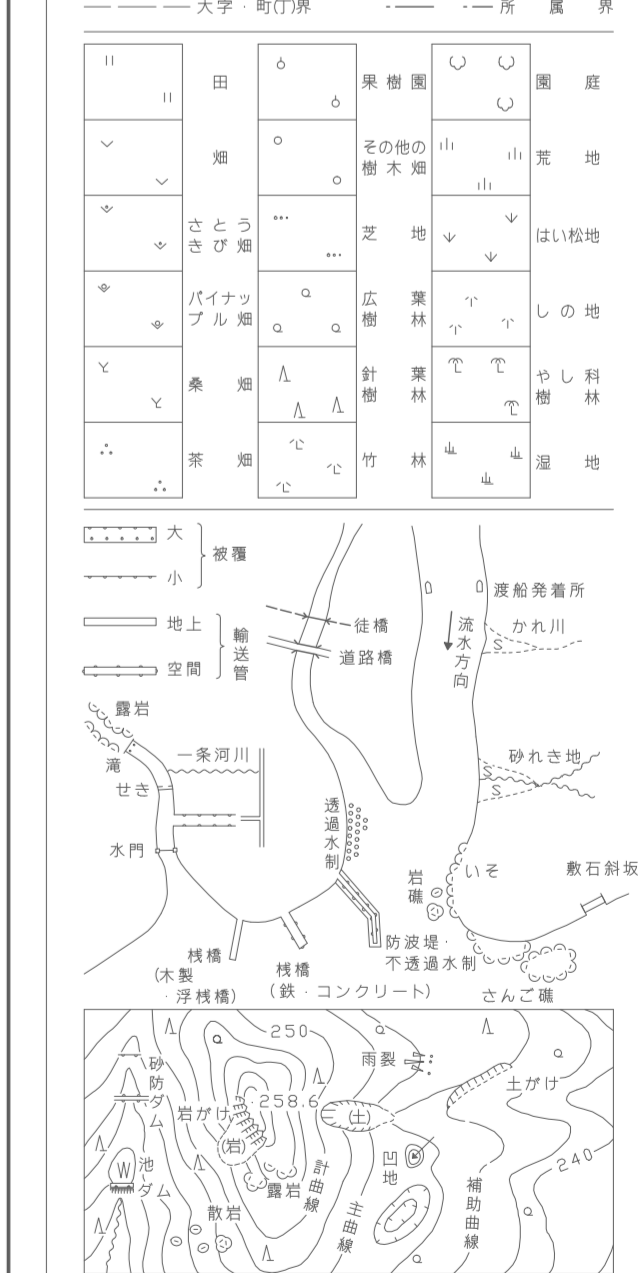 大字・町(丁)界
所属界
田
果樹園
園庭
畑
その他の
樹木畑
荒地
さとう
きび畑
芝地
はい松地
パイナッ
プル畑
広葉
樹林
しの地
桑畑
針葉
樹林
やし科
樹林
茶畑
竹林
湿地
大
小
被覆
地上
空間
輸送管
徒橋
道路橋
渡船発着所
かれ川
流水方向
S
露岩
滝
一条河川
せき
水門
砂れき地
S
S
透過水制
いそ
岩礁
敷石斜坂
桟橋
(木製
・浮桟橋)
桟橋
(鉄・コンクリート)
防波堤・
不透過水制
さんご礁
250
雨裂
砂防ダム
土がけ
岩がけ
・258.6
(土)
(岩)
池
W
ダム
計曲線
凹地
240
露岩
主曲線
補助曲線
散岩